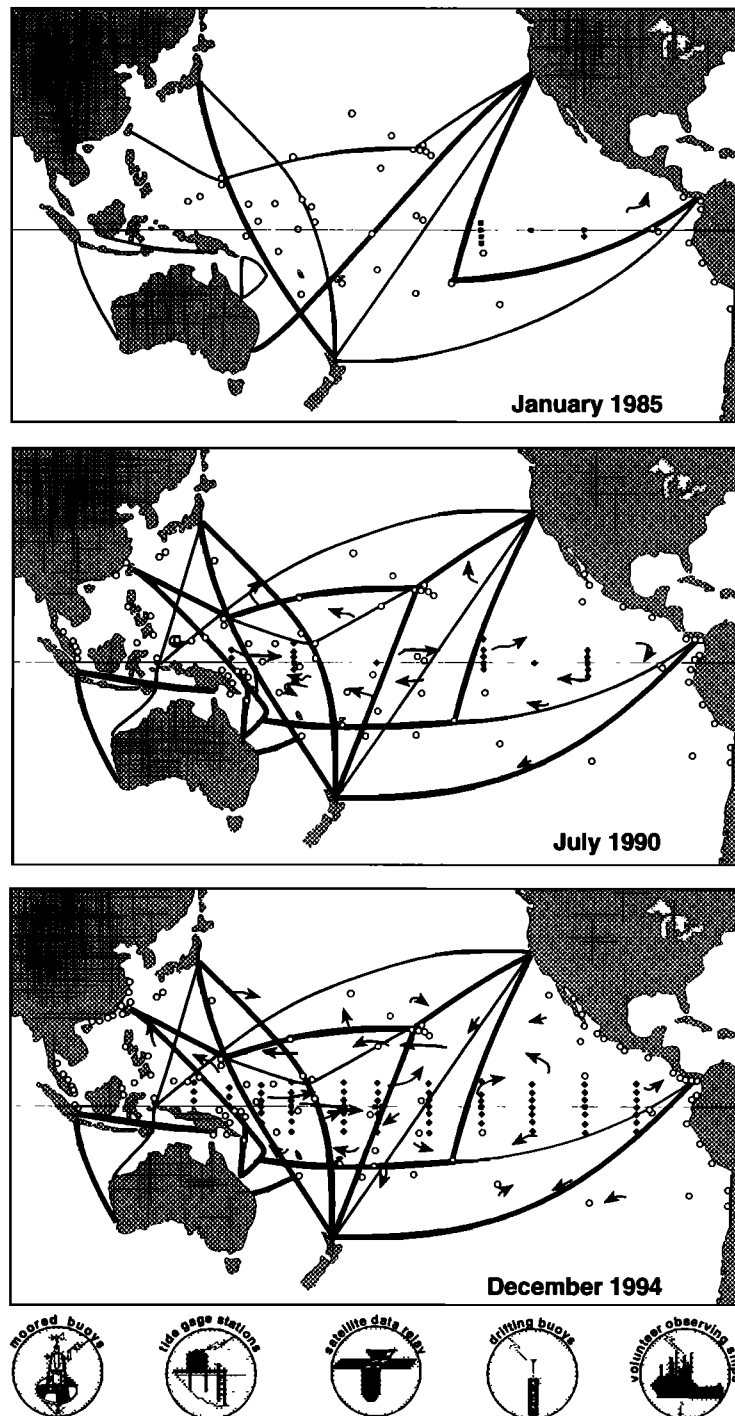 January 1985
July 1990
December 1994
moored buoys
tide gage stations
satellite data relay
drifting buoys
volunteer observing ships